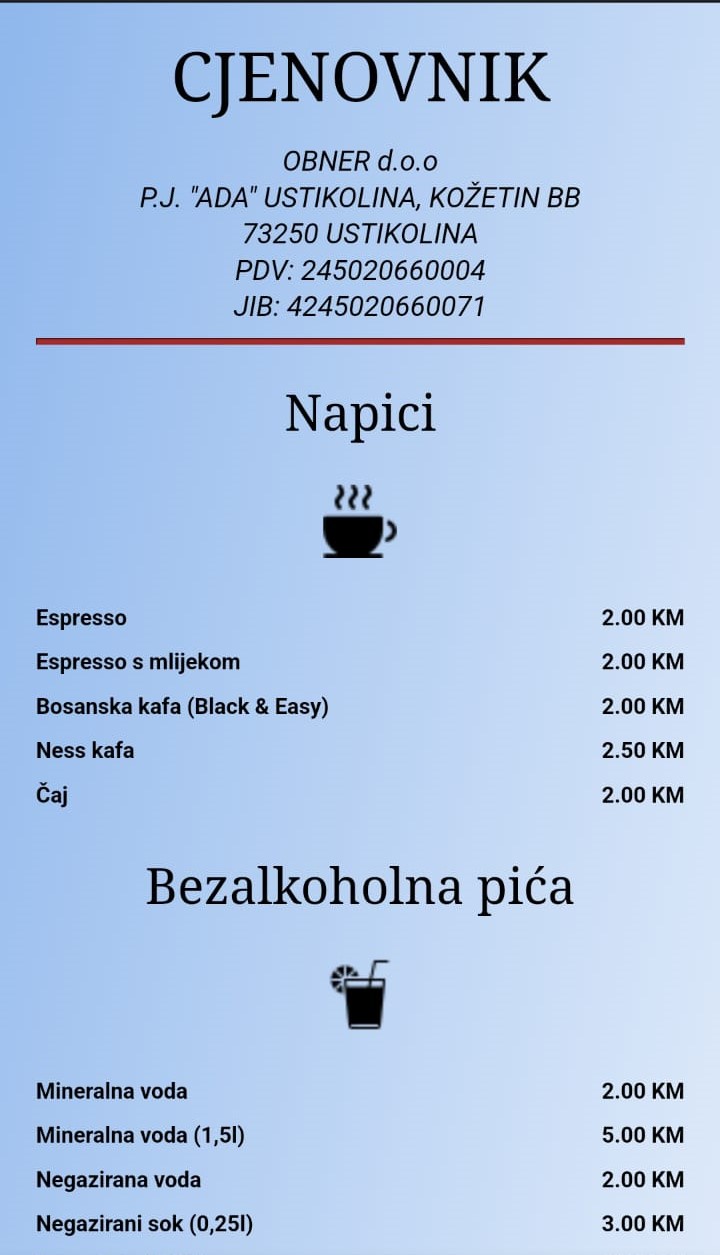 CJENOVNIK
OBNER d.o.o
P.J. "ADA" USTIKOLINA, KOŽETIN BB
73250 USTIKOLINA
PDV: 245020660004
JIB: 4245020660071
Napici
Espresso 2.00 KM
Espresso s mlijekom 2.00 KM
Bosanska kafa (Black & Easy) 2.00 KM
Ness kafa 2.50 KM
Čaj 2.00 KM
Bezalkoholna pića
Mineralna voda 2.00 KM
Mineralna voda (1,5l) 5.00 KM
Negazirana voda 2.00 KM
Negazirani sok (0,25l) 3.00 KM